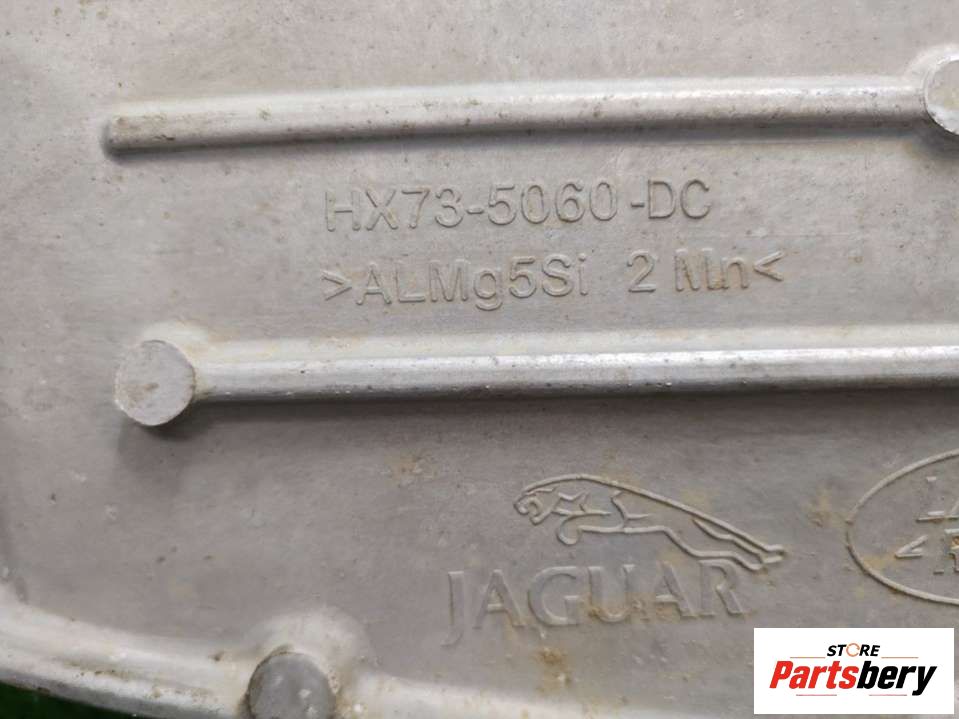 HX73-5060-DC
>ALMg5Si 2 Mn<
JAGUAR
STORE
Partsbery